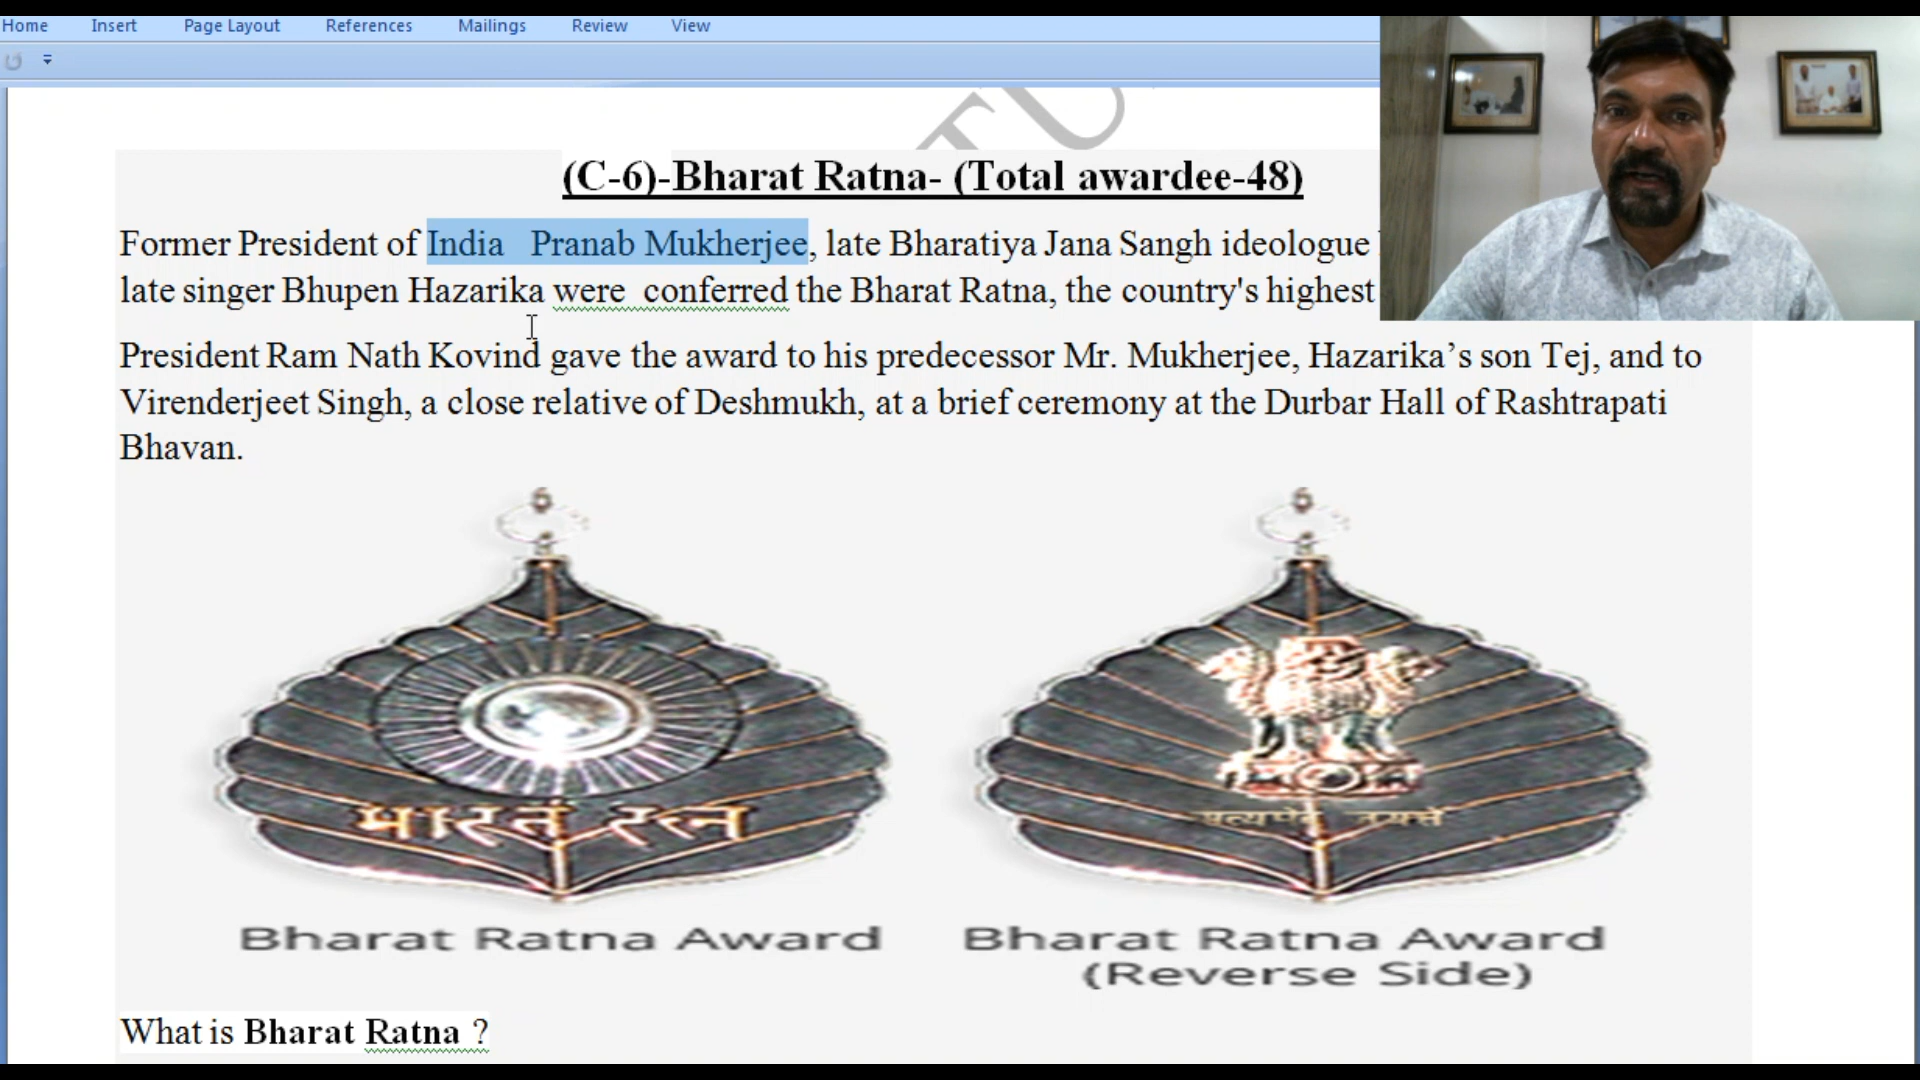 Home Insert Page Layout References Mailings Review View
(C-6)-Bharat Ratna- (Total awardee-48)
Former President of India Pranab Mukherjee, late Bharatiya Jana Sangh ideologue
late singer Bhupen Hazarika were conferred the Bharat Ratna, the country's highest
President Ram Nath Kovind gave the award to his predecessor Mr. Mukherjee, Hazarika’s son Tej, and to
Virenderjeet Singh, a close relative of Deshmukh, at a brief ceremony at the Durbar Hall of Rashtrapati
Bhavan.
भारत रत्न
सत्यमेव जयते
Bharat Ratna Award
Bharat Ratna Award
(Reverse Side)
What is Bharat Ratna ?